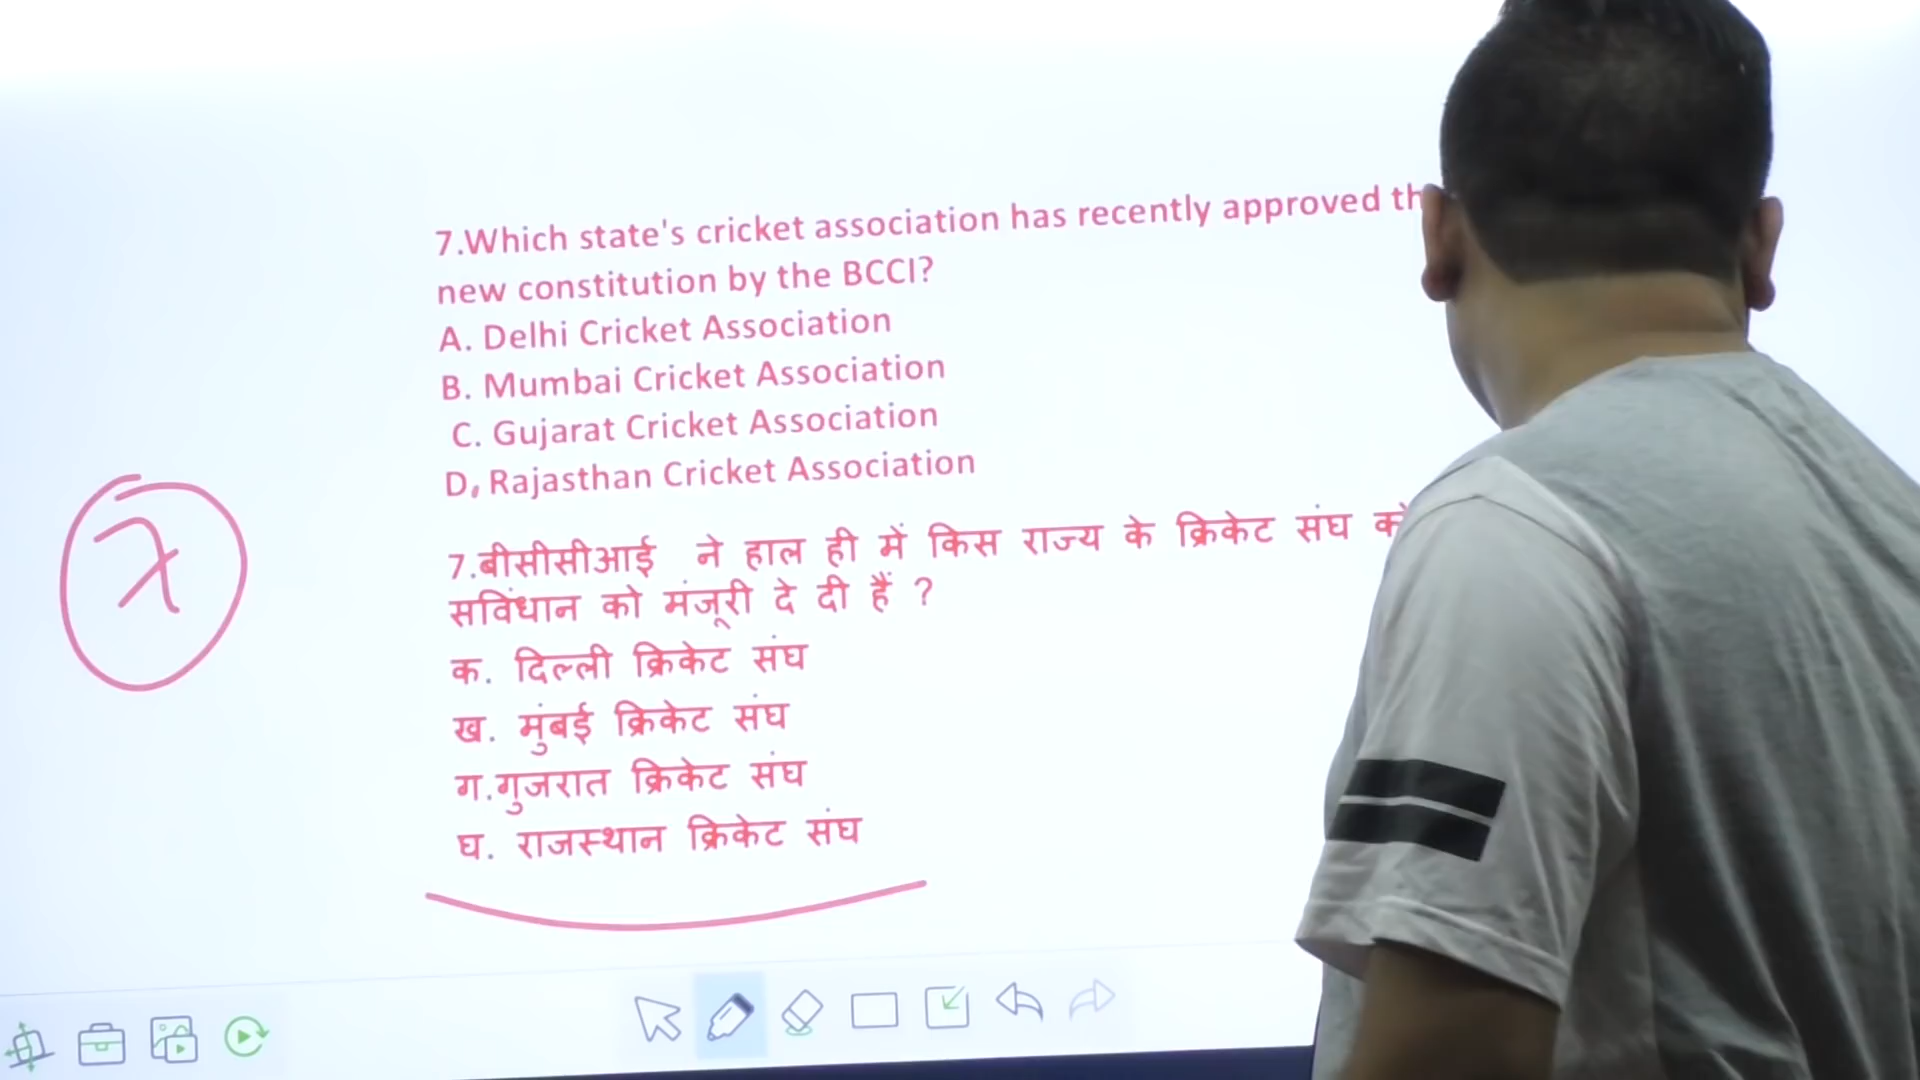 7.Which state's cricket association has recently approved
new constitution by the BCCI?
A. Delhi Cricket Association
B. Mumbai Cricket Association
C. Gujarat Cricket Association
D. Rajasthan Cricket Association
7.बीसीसीआई ने हाल ही में किस राज्य के क्रिकेट संघ
सविंधान को मंजूरी दे दी हैं ?
क. दिल्ली क्रिकेट संघ
ख. मुंबई क्रिकेट संघ
ग.गुजरात क्रिकेट संघ
घ. राजस्थान क्रिकेट संघ
7